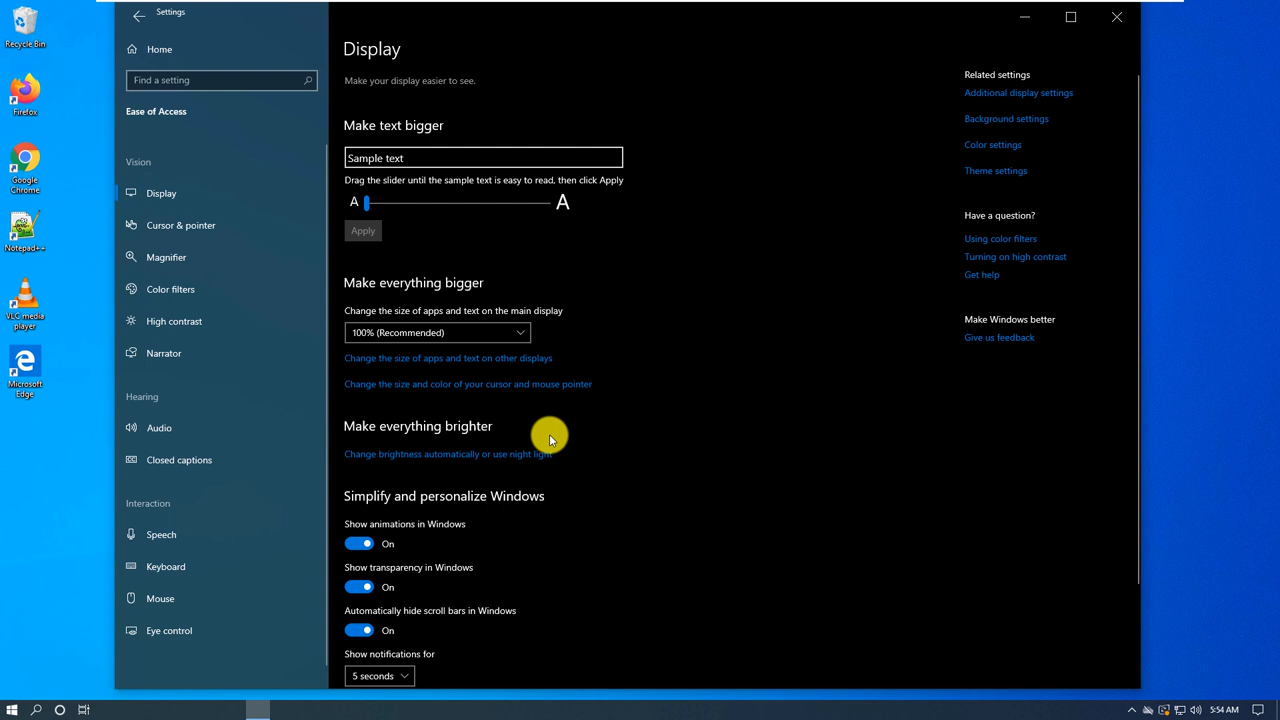 Recycle Bin
Firefox
Google
Chrome
Notepad++
VLC media
player
Microsoft
Edge
Settings
Home
Find a setting
Ease of Access
Vision
Display
Cursor & pointer
Magnifier
Color filters
High contrast
Narrator
Hearing
Audio
Closed captions
Interaction
Speech
Keyboard
Mouse
Eye control
Display
Make your display easier to see.
Make text bigger
Sample text
Drag the slider until the sample text is easy to read, then click Apply
A A
Apply
Make everything bigger
Change the size of apps and text on the main display
100% (Recommended)
Change the size of apps and text on other displays
Change the size and color of your cursor and mouse pointer
Make everything brighter
Change brightness automatically or use night light
Simplify and personalize Windows
Show animations in Windows
On
Show transparency in Windows
On
Automatically hide scroll bars in Windows
On
Show notifications for
5 seconds
Related settings
Additional display settings
Background settings
Color settings
Theme settings
Have a question?
Using color filters
Turning on high contrast
Get help
Make Windows better
Give us feedback
5:54 AM